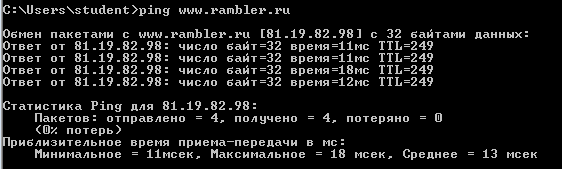 C:\Users\student>ping www.rambler.ru
Обмен пакетами с www.rambler.ru [81.19.82.98] с 32 байтами данных:
Ответ от 81.19.82.98: число байт=32 время=11мс TTL=249
Ответ от 81.19.82.98: число байт=32 время=11мс TTL=249
Ответ от 81.19.82.98: число байт=32 время=18мс TTL=249
Ответ от 81.19.82.98: число байт=32 время=12мс TTL=249
Статистика Ping для 81.19.82.98:
Пакетов: отправлено = 4, получено = 4, потеряно = 0
(0% потерь)
Приблизительное время приема-передачи в мс:
Минимальное = 11мсек, Максимальное = 18 мсек, Среднее = 13 мсек